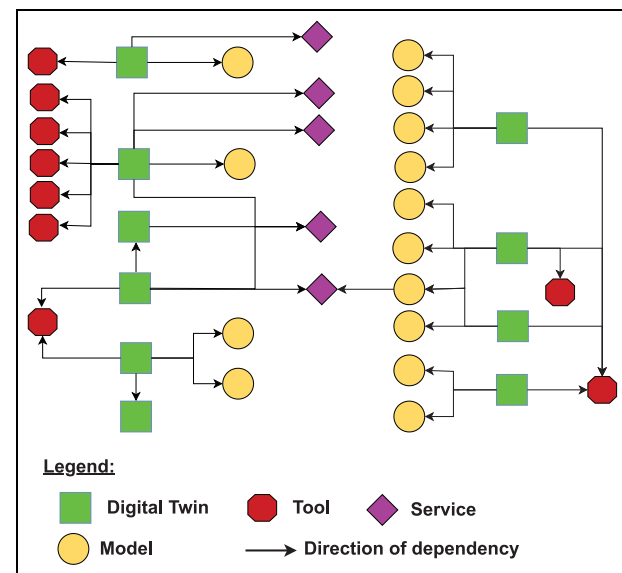 Legend:
Digital Twin
Tool
Service
Model
Direction of dependency